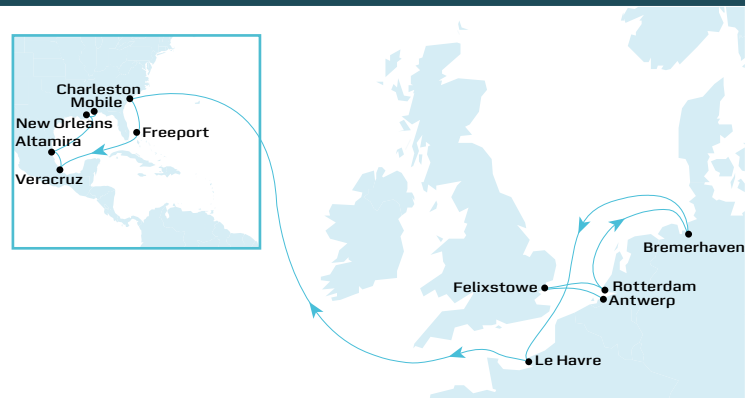 Charleston
Mobile
New Orleans
Freeport
Altamira
Veracruz
Bremerhaven
Felixstowe
Rotterdam
Antwerp
Le Havre